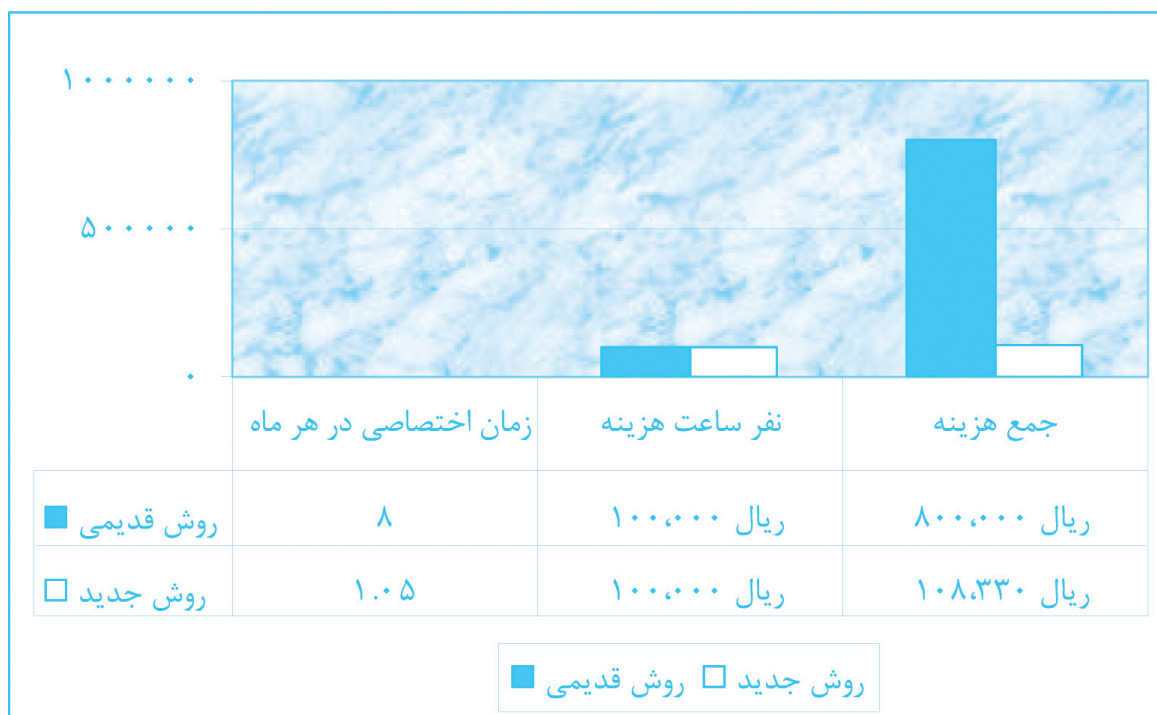 ۱۰۰۰۰۰۰
۵۰۰۰۰۰
۰
زمان اختصاصی در هر ماه	نفر ساعت هزینه	جمع هزینه
روش قدیمی	۸	۱۰۰،۰۰۰ ریال	۸۰۰،۰۰۰ ریال
روش جدید	۱.۰۵	۱۰۰،۰۰۰ ریال	۱۰۸،۳۳۰ ریال
روش قدیمی روش جدید